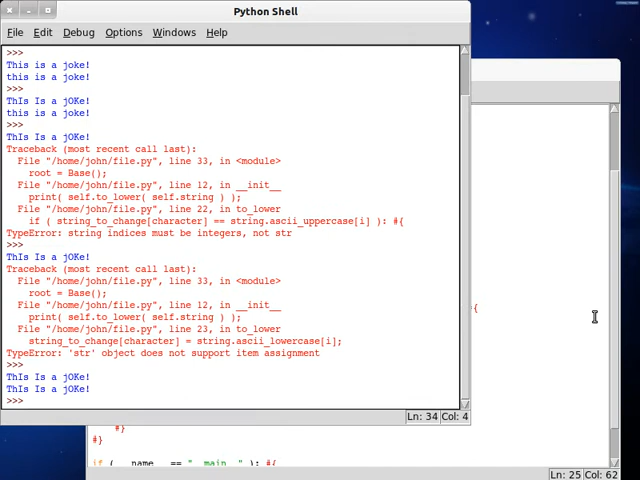 Python Shell
File Edit Debug Options Windows Help
>>>
This is a joke!
this is a joke!
>>>
ThIs Is a jOKe!
this is a joke!
>>>
ThIs Is a jOKe!
Traceback (most recent call last):
File "/home/john/file.py", line 33, in <module>
root = Base();
File "/home/john/file.py", line 12, in __init__
print( self.to_lower( self.string ) );
File "/home/john/file.py", line 22, in to_lower
if ( string_to_change[character] == string.ascii_uppercase[i] ): #{
TypeError: string indices must be integers, not str
>>>
ThIs Is a jOKe!
Traceback (most recent call last):
File "/home/john/file.py", line 33, in <module>
root = Base();
File "/home/john/file.py", line 12, in __init__
print( self.to_lower( self.string ) );
File "/home/john/file.py", line 23, in to_lower
string_to_change[character] = string.ascii_lowercase[i];
TypeError: 'str' object does not support item assignment
>>>
ThIs Is a jOKe!
ThIs Is a jOKe!
>>>
Ln: 34 Col: 4
{
#}
#}
if ( __name__ == "__main__" ): #{
Ln: 25 Col: 62